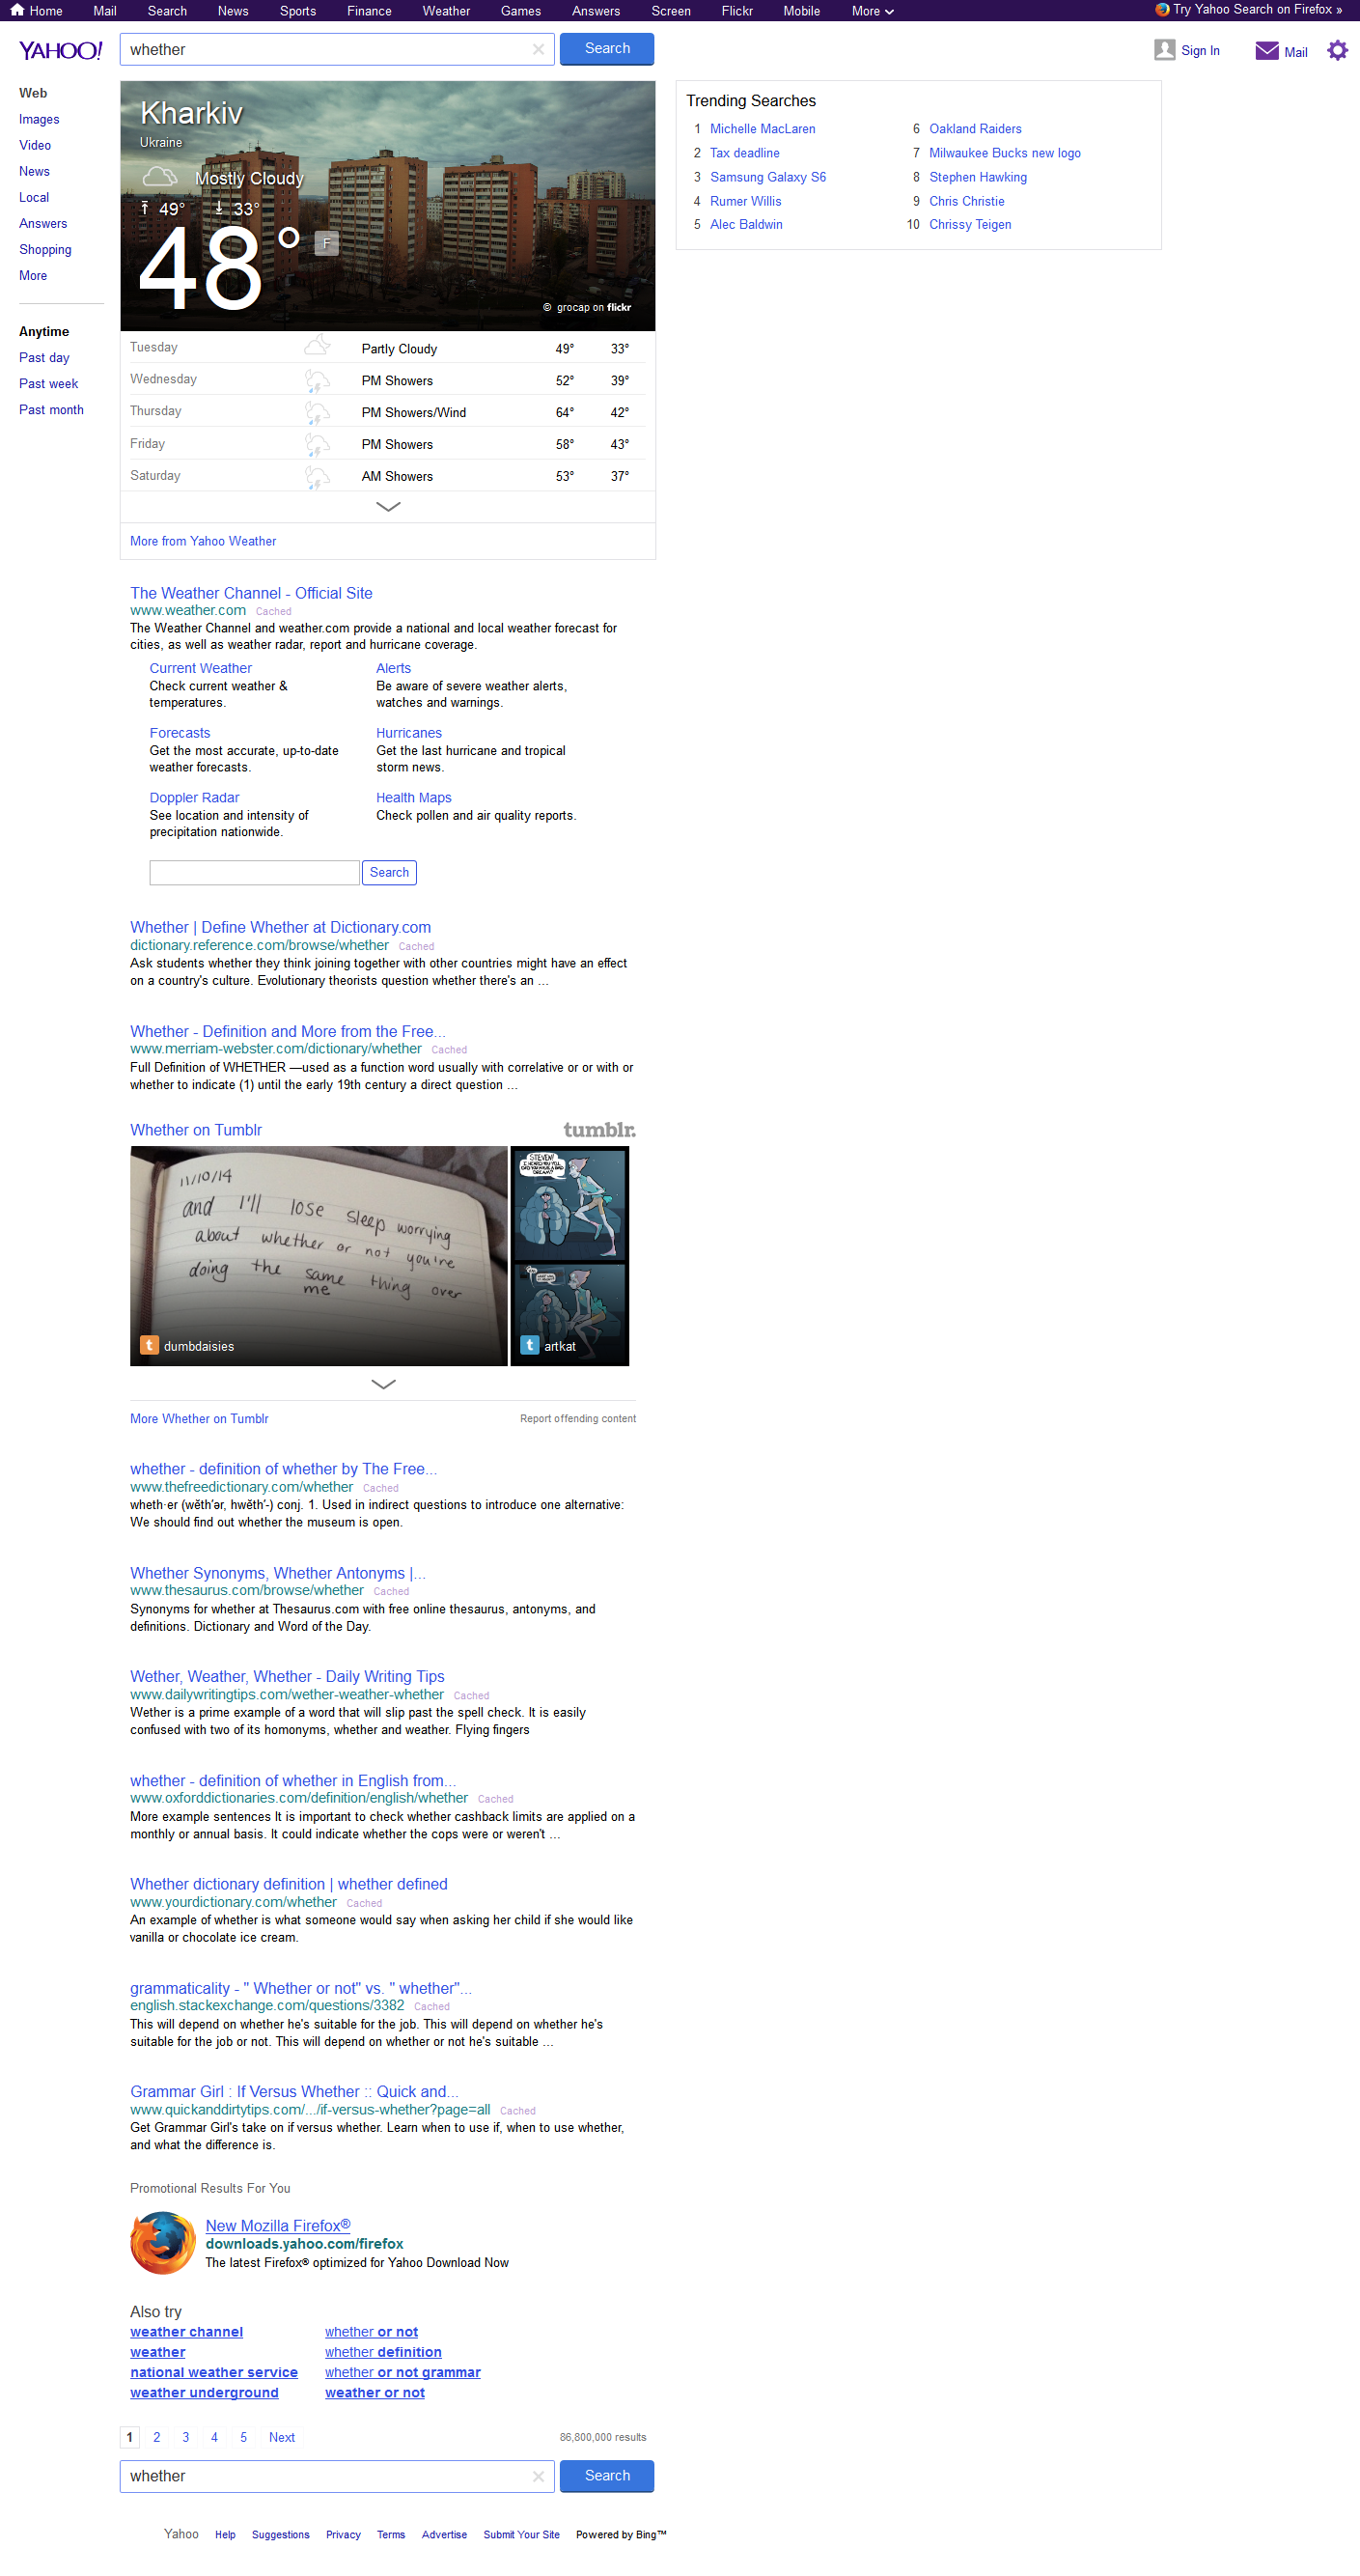 Home Mail Search News Sports Finance Weather Games Answers Screen Flickr Mobile More Try Yahoo Search on Firefox »
YAHOO! whether Search Sign In Mail
Web
Images
Video
News
Local
Answers
Shopping
More
Anytime
Past day
Past week
Past month
Kharkiv
Ukraine
Mostly Cloudy
49° 33°
48° F
© grocap on flickr
Tuesday Partly Cloudy 49° 33°
Wednesday PM Showers 52° 39°
Thursday PM Showers/Wind 64° 42°
Friday PM Showers 58° 43°
Saturday AM Showers 53° 37°
More from Yahoo Weather
Trending Searches
1 Michelle MacLaren
2 Tax deadline
3 Samsung Galaxy S6
4 Rumer Willis
5 Alec Baldwin
6 Oakland Raiders
7 Milwaukee Bucks new logo
8 Stephen Hawking
9 Chris Christie
10 Chrissy Teigen
The Weather Channel - Official Site
www.weather.com Cached
The Weather Channel and weather.com provide a national and local weather forecast for
cities, as well as weather radar, report and hurricane coverage.
Current Weather
Check current weather &
temperatures.
Alerts
Be aware of severe weather alerts,
watches and warnings.
Forecasts
Get the most accurate, up-to-date
weather forecasts.
Hurricanes
Get the last hurricane and tropical
storm news.
Doppler Radar
See location and intensity of
precipitation nationwide.
Health Maps
Check pollen and air quality reports.
Search
Whether | Define Whether at Dictionary.com
dictionary.reference.com/browse/whether Cached
Ask students whether they think joining together with other countries might have an effect
on a country's culture. Evolutionary theorists question whether there's an ...
Whether - Definition and More from the Free...
www.merriam-webster.com/dictionary/whether Cached
Full Definition of WHETHER —used as a function word usually with correlative or or with or
whether to indicate (1) until the early 19th century a direct question ...
Whether on Tumblr tumblr.
11/10/14
and I'll lose sleep worrying
about whether or not you're
doing the same thing over
me
dumbdaisies
STEVEN!
I HEARD YOU YELL.
DID YOU HAVE A BAD
DREAM?
artkat
More Whether on Tumblr Report offending content
whether - definition of whether by The Free...
www.thefreedictionary.com/whether Cached
wheth·er (wĕth′ər, hwĕth′-) conj. 1. Used in indirect questions to introduce one alternative:
We should find out whether the museum is open.
Whether Synonyms, Whether Antonyms |...
www.thesaurus.com/browse/whether Cached
Synonyms for whether at Thesaurus.com with free online thesaurus, antonyms, and
definitions. Dictionary and Word of the Day.
Wether, Weather, Whether - Daily Writing Tips
www.dailywritingtips.com/wether-weather-whether Cached
Wether is a prime example of a word that will slip past the spell check. It is easily
confused with two of its homonyms, whether and weather. Flying fingers
whether - definition of whether in English from...
www.oxforddictionaries.com/definition/english/whether Cached
More example sentences It is important to check whether cashback limits are applied on a
monthly or annual basis. It could indicate whether the cops were or weren't ...
Whether dictionary definition | whether defined
www.yourdictionary.com/whether Cached
An example of whether is what someone would say when asking her child if she would like
vanilla or chocolate ice cream.
grammaticality - " Whether or not" vs. " whether"...
english.stackexchange.com/questions/3382 Cached
This will depend on whether he's suitable for the job. This will depend on whether he's
suitable for the job or not. This will depend on whether or not he's suitable ...
Grammar Girl : If Versus Whether :: Quick and...
www.quickanddirtytips.com/.../if-versus-whether?page=all Cached
Get Grammar Girl's take on if versus whether. Learn when to use if, when to use whether,
and what the difference is.
Promotional Results For You
New Mozilla Firefox®
downloads.yahoo.com/firefox
The latest Firefox® optimized for Yahoo Download Now
Also try
weather channel whether or not
weather whether definition
national weather service whether or not grammar
weather underground weather or not
1 2 3 4 5 Next 86,800,000 results
whether Search
Yahoo Help Suggestions Privacy Terms Advertise Submit Your Site Powered by Bing™